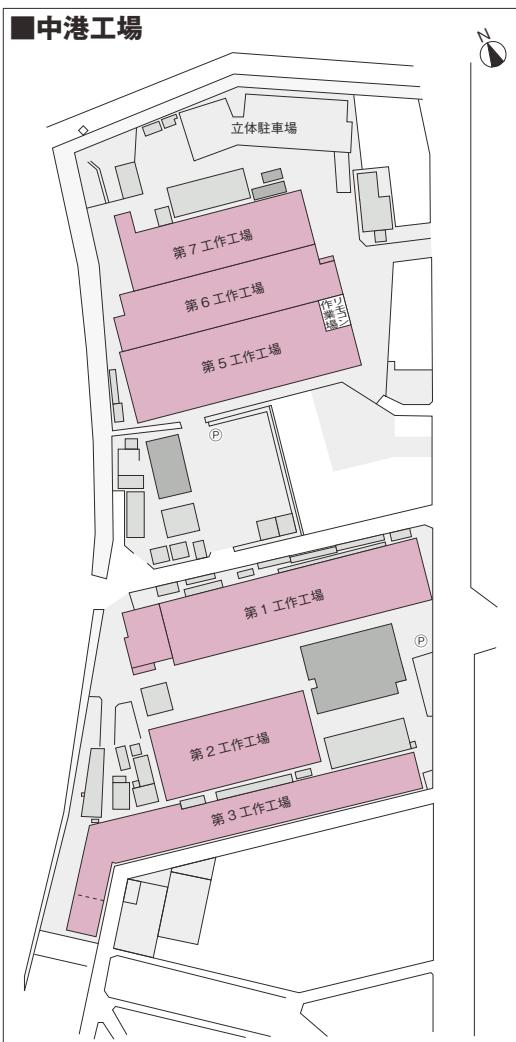 ■中港工場
N
立体駐車場
第7工作工場
第6工作工場
リモコン
作業場
第5工作工場
Ⓟ
第1工作工場
Ⓟ
第2工作工場
第3工作工場